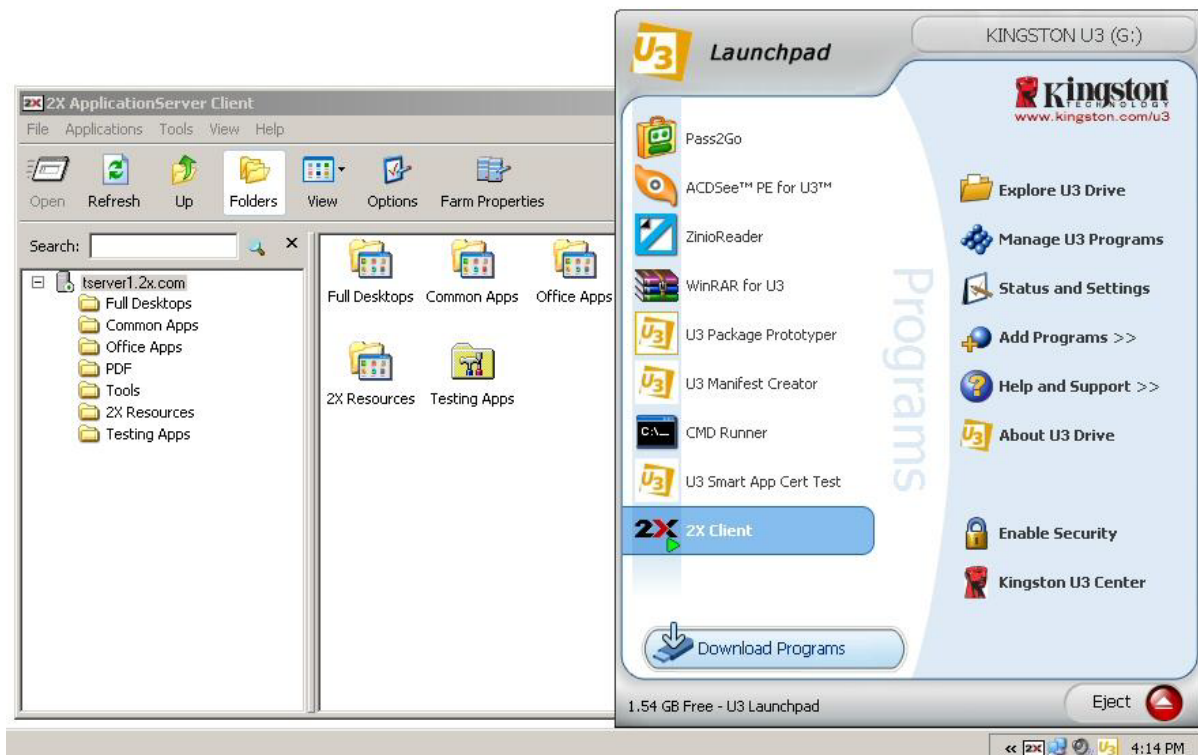 2X ApplicationServer Client
File Applications Tools View Help
Open Refresh Up Folders View Options Farm Properties
Search:
tserver1.2x.com
Full Desktops
Common Apps
Office Apps
PDF
Tools
2X Resources
Testing Apps
Full Desktops Common Apps Office Apps
2X Resources Testing Apps
U3 Launchpad
KINGSTON U3 (G:)
Kingston
TECHNOLOGY
www.kingston.com/u3
Pass2Go
ACDSee™ PE for U3™
ZinioReader
WinRAR for U3
U3 Package Prototyper
U3 Manifest Creator
C:\_ CMD Runner
U3 Smart App Cert Test
2X 2X Client
Programs
Download Programs
Explore U3 Drive
Manage U3 Programs
Status and Settings
Add Programs >>
Help and Support >>
About U3 Drive
Enable Security
Kingston U3 Center
1.54 GB Free - U3 Launchpad
Eject
« 2X U3 4:14 PM